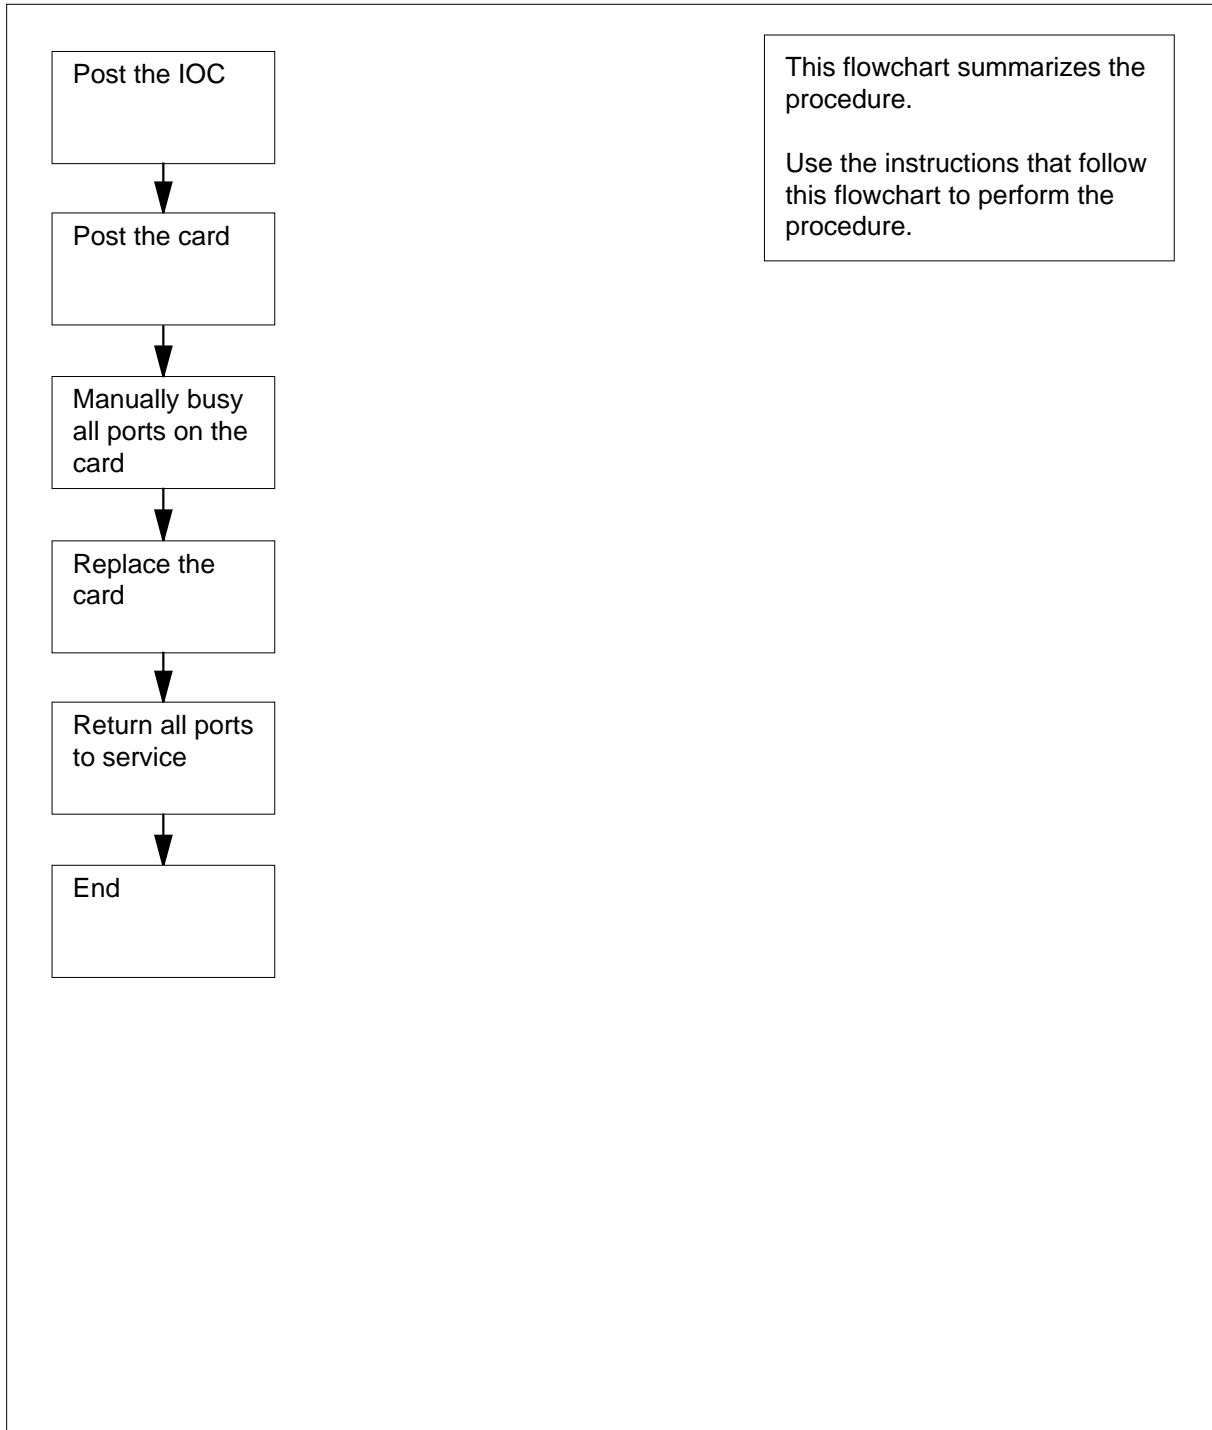 Post the IOC
Post the card
Manually busy
all ports on the
card
Replace the
card
Return all ports
to service
End
This flowchart summarizes the
procedure.
Use the instructions that follow
this flowchart to perform the
procedure.